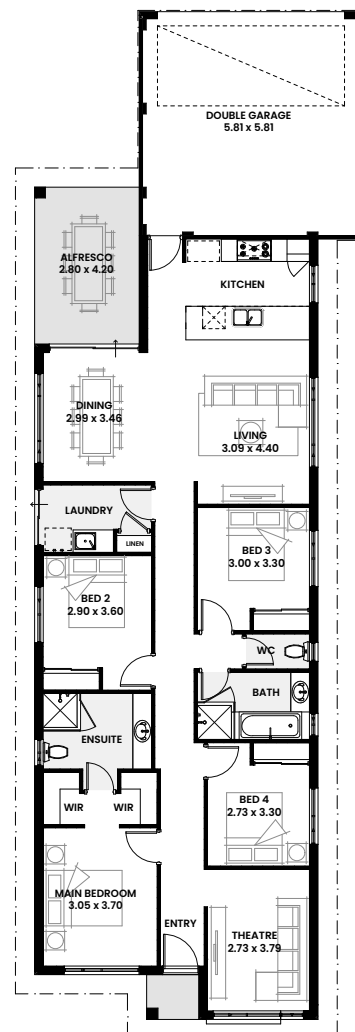 DOUBLE GARAGE
5.81 x 5.81
ALFRESCO
2.80 x 4.20
KITCHEN
DINING
2.99 x 3.46
LIVING
3.09 x 4.40
LAUNDRY
LINEN
BED 3
3.00 x 3.30
BED 2
2.90 x 3.60
WC
BATH
ENSUITE
WIR
WIR
BED 4
2.73 x 3.30
MAIN BEDROOM
3.05 x 3.70
ENTRY
THEATRE
2.73 x 3.79